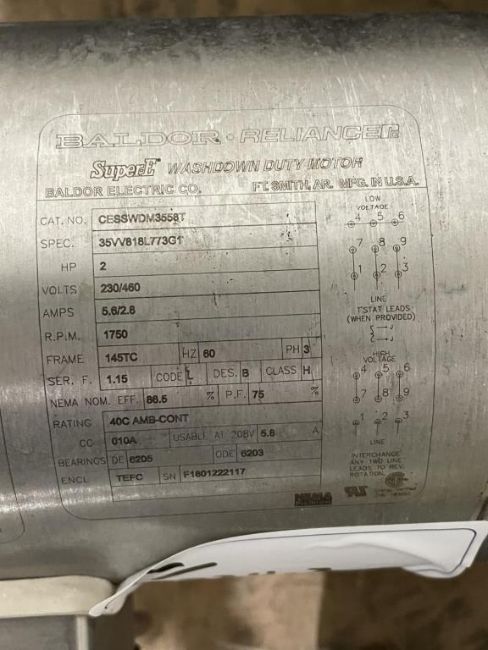 BALDOR · RELIANCER
SuperE WASHDOWN DUTY MOTOR
BALDOR ELECTRIC CO. FT. SMITH, AR. MFG. IN U.S.A.
CAT. NO. CESSWDM3558T
SPEC. 35VV818L773G1
HP 2
VOLTS 230/460
AMPS 5.6/2.8
R.P.M. 1750
FRAME 145TC HZ 60 PH 3
SER. F. 1.15 CODE L DES. B CLASS H
NEMA NOM. EFF. 86.5 % P.F. 75 %
RATING 40C AMB-CONT
CC 010A USABLE AT 208V 5.8 A
BEARINGS DE 6205 ODE 6203
ENCL TEFC SN F1801222117
LOW
VOLTAGE
4 5 6
7 8 9
1 2 3
LINE
T'STAT LEADS
(WHEN PROVIDED)
HIGH
VOLTAGE
4 5 6
7 8 9
1 2 3
LINE
INTERCHANGE
ANY TWO LINE
LEADS TO REV.
ROTATION.